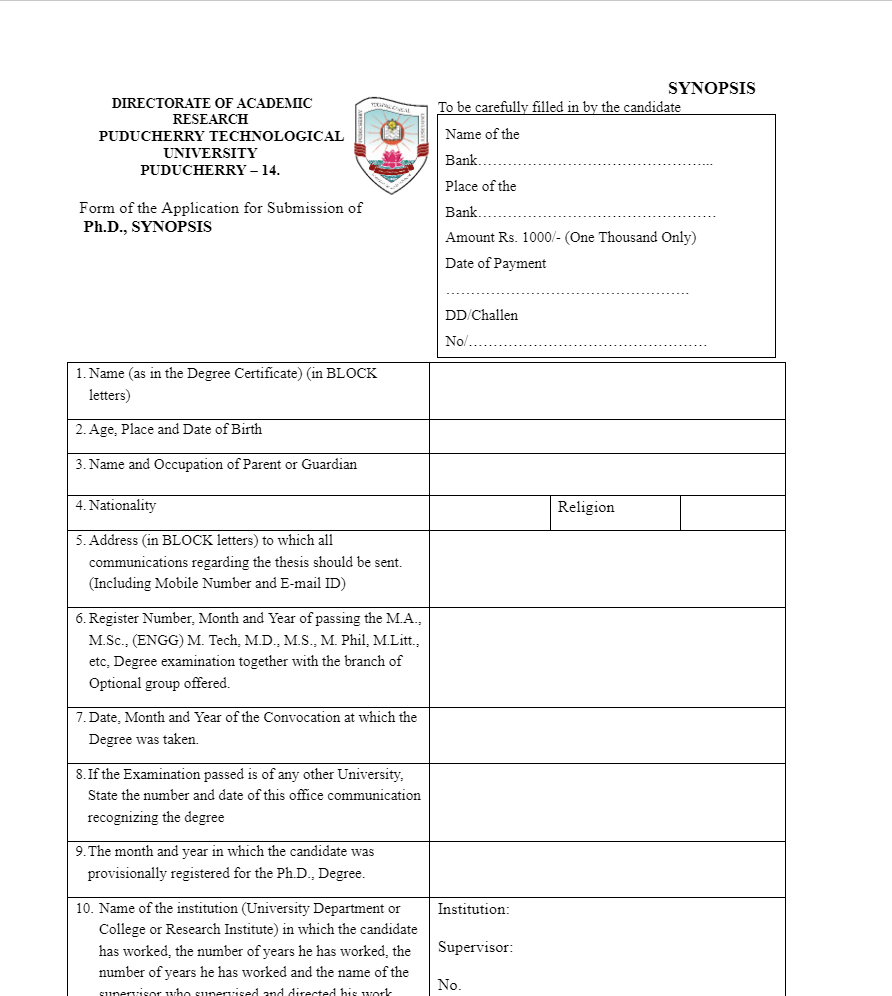 SYNOPSIS
DIRECTORATE OF ACADEMIC
RESEARCH
PUDUCHERRY TECHNOLOGICAL
UNIVERSITY
PUDUCHERRY – 14.
Form of the Application for Submission of
Ph.D., SYNOPSIS
To be carefully filled in by the candidate
Name of the
Bank……………………………………..
Place of the
Bank………………………………………
Amount Rs. 1000/- (One Thousand Only)
Date of Payment
……………………………………….
DD/Challen
No/………………………………………
1. Name (as in the Degree Certificate) (in BLOCK
letters)
2. Age, Place and Date of Birth
3. Name and Occupation of Parent or Guardian
4. Nationality
Religion
5. Address (in BLOCK letters) to which all
communications regarding the thesis should be sent.
(Including Mobile Number and E-mail ID)
6. Register Number, Month and Year of passing the M.A.,
M.Sc., (ENGG) M. Tech, M.D., M.S., M. Phil, M.Litt.,
etc, Degree examination together with the branch of
Optional group offered.
7. Date, Month and Year of the Convocation at which the
Degree was taken.
8. If the Examination passed is of any other University,
State the number and date of this office communication
recognizing the degree
9. The month and year in which the candidate was
provisionally registered for the Ph.D., Degree.
10. Name of the institution (University Department or
College or Research Institute) in which the candidate
has worked, the number of years he has worked, the
number of years he has worked and the name of the
supervisor who supervised and directed his work
Institution:
Supervisor:
No.